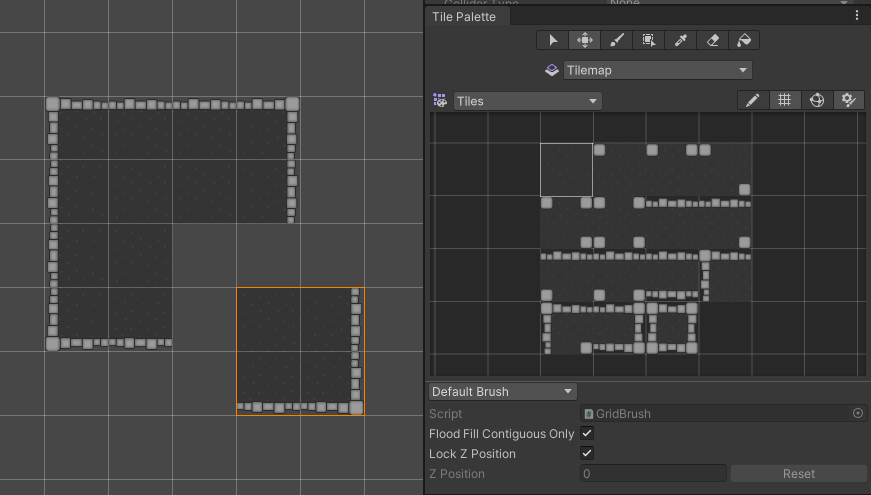 Collider Type None
Tile Palette
Tilemap
Tiles
Default Brush
Script GridBrush
Flood Fill Contiguous Only
Lock Z Position
Z Position 0 Reset